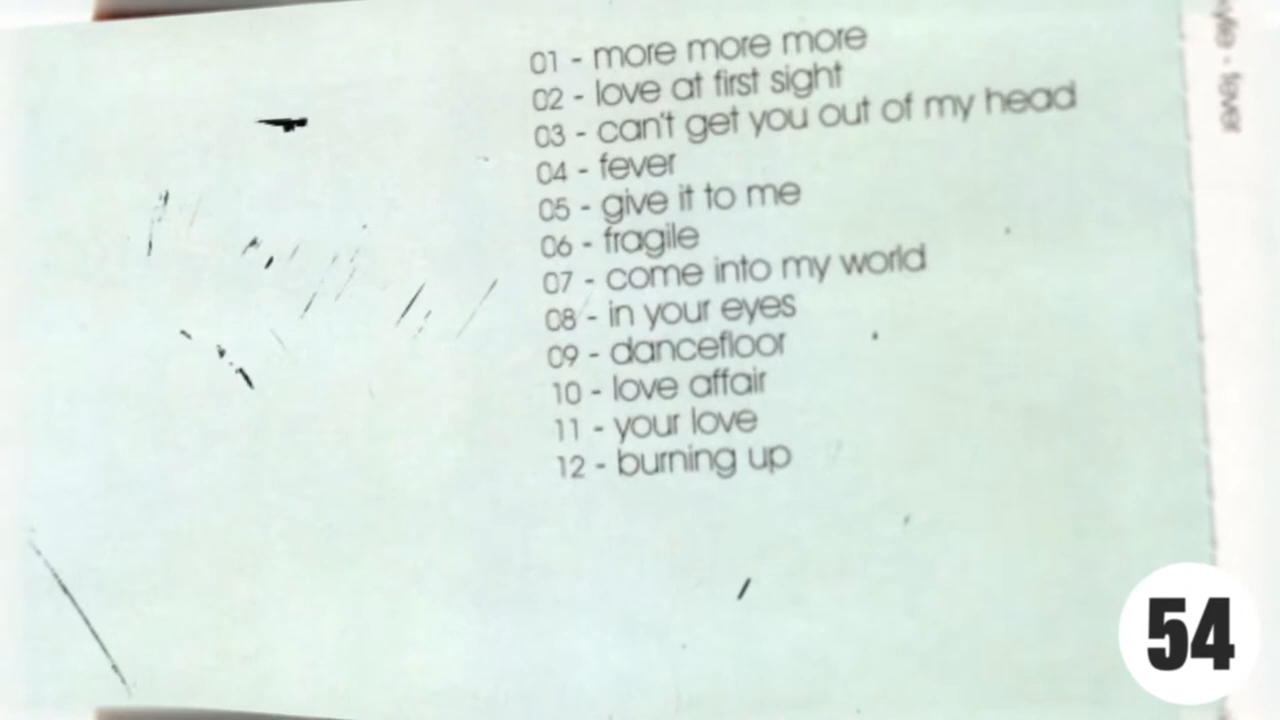 01 - more more more
02 - love at first sight
03 - can't get you out of my head
04 - fever
05 - give it to me
06 - fragile
07 - come into my world
08 - in your eyes
09 - dancefloor
10 - love affair
11 - your love
12 - burning up
kylie - fever
54